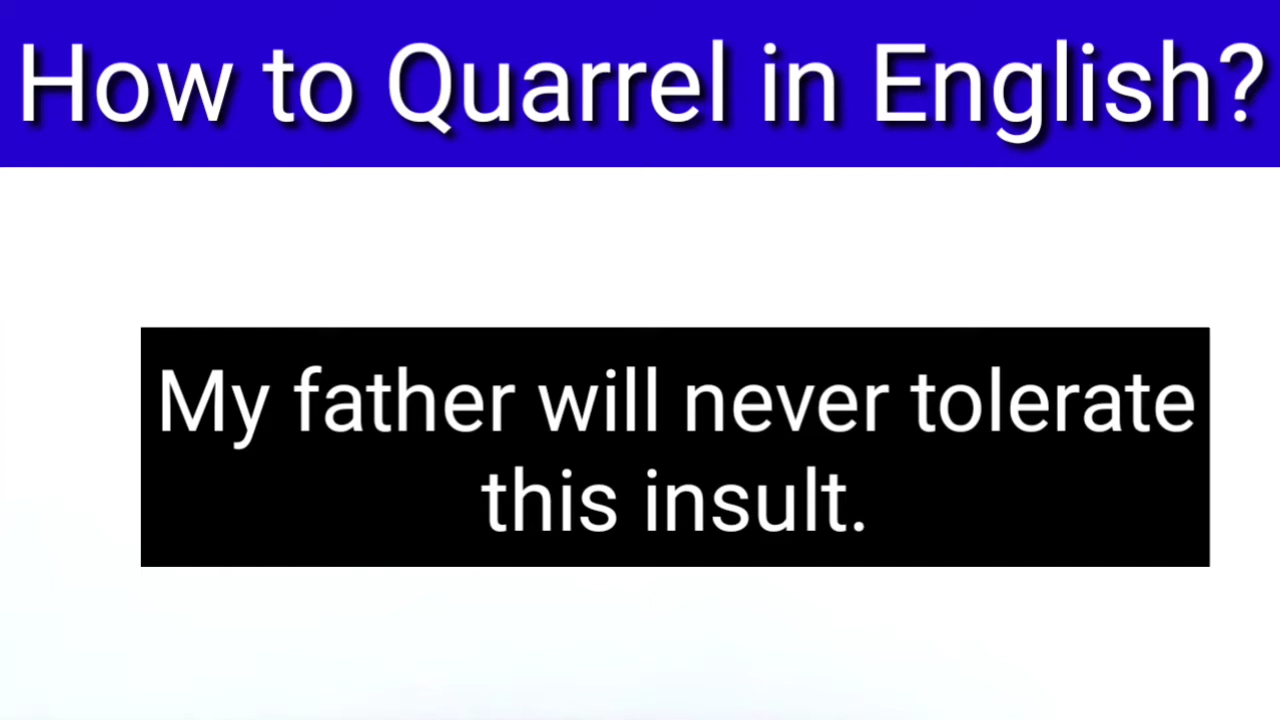 How to Quarrel in English?
My father will never tolerate
this insult.